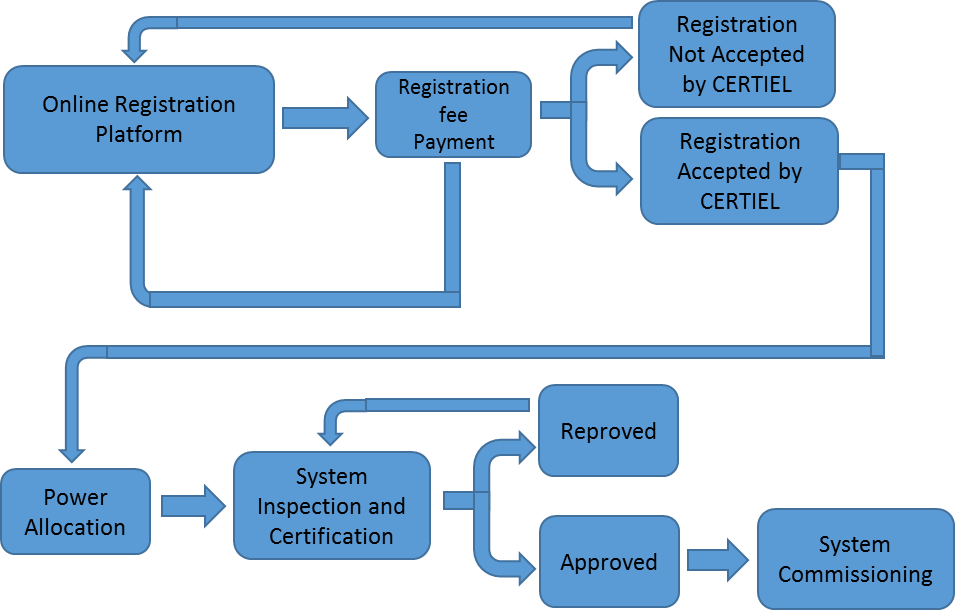 Online Registration
Platform
Registration
fee
Payment
Registration
Not Accepted
by CERTIEL
Registration
Accepted by
CERTIEL
Power
Allocation
System
Inspection and
Certification
Reproved
Approved
System
Commissioning